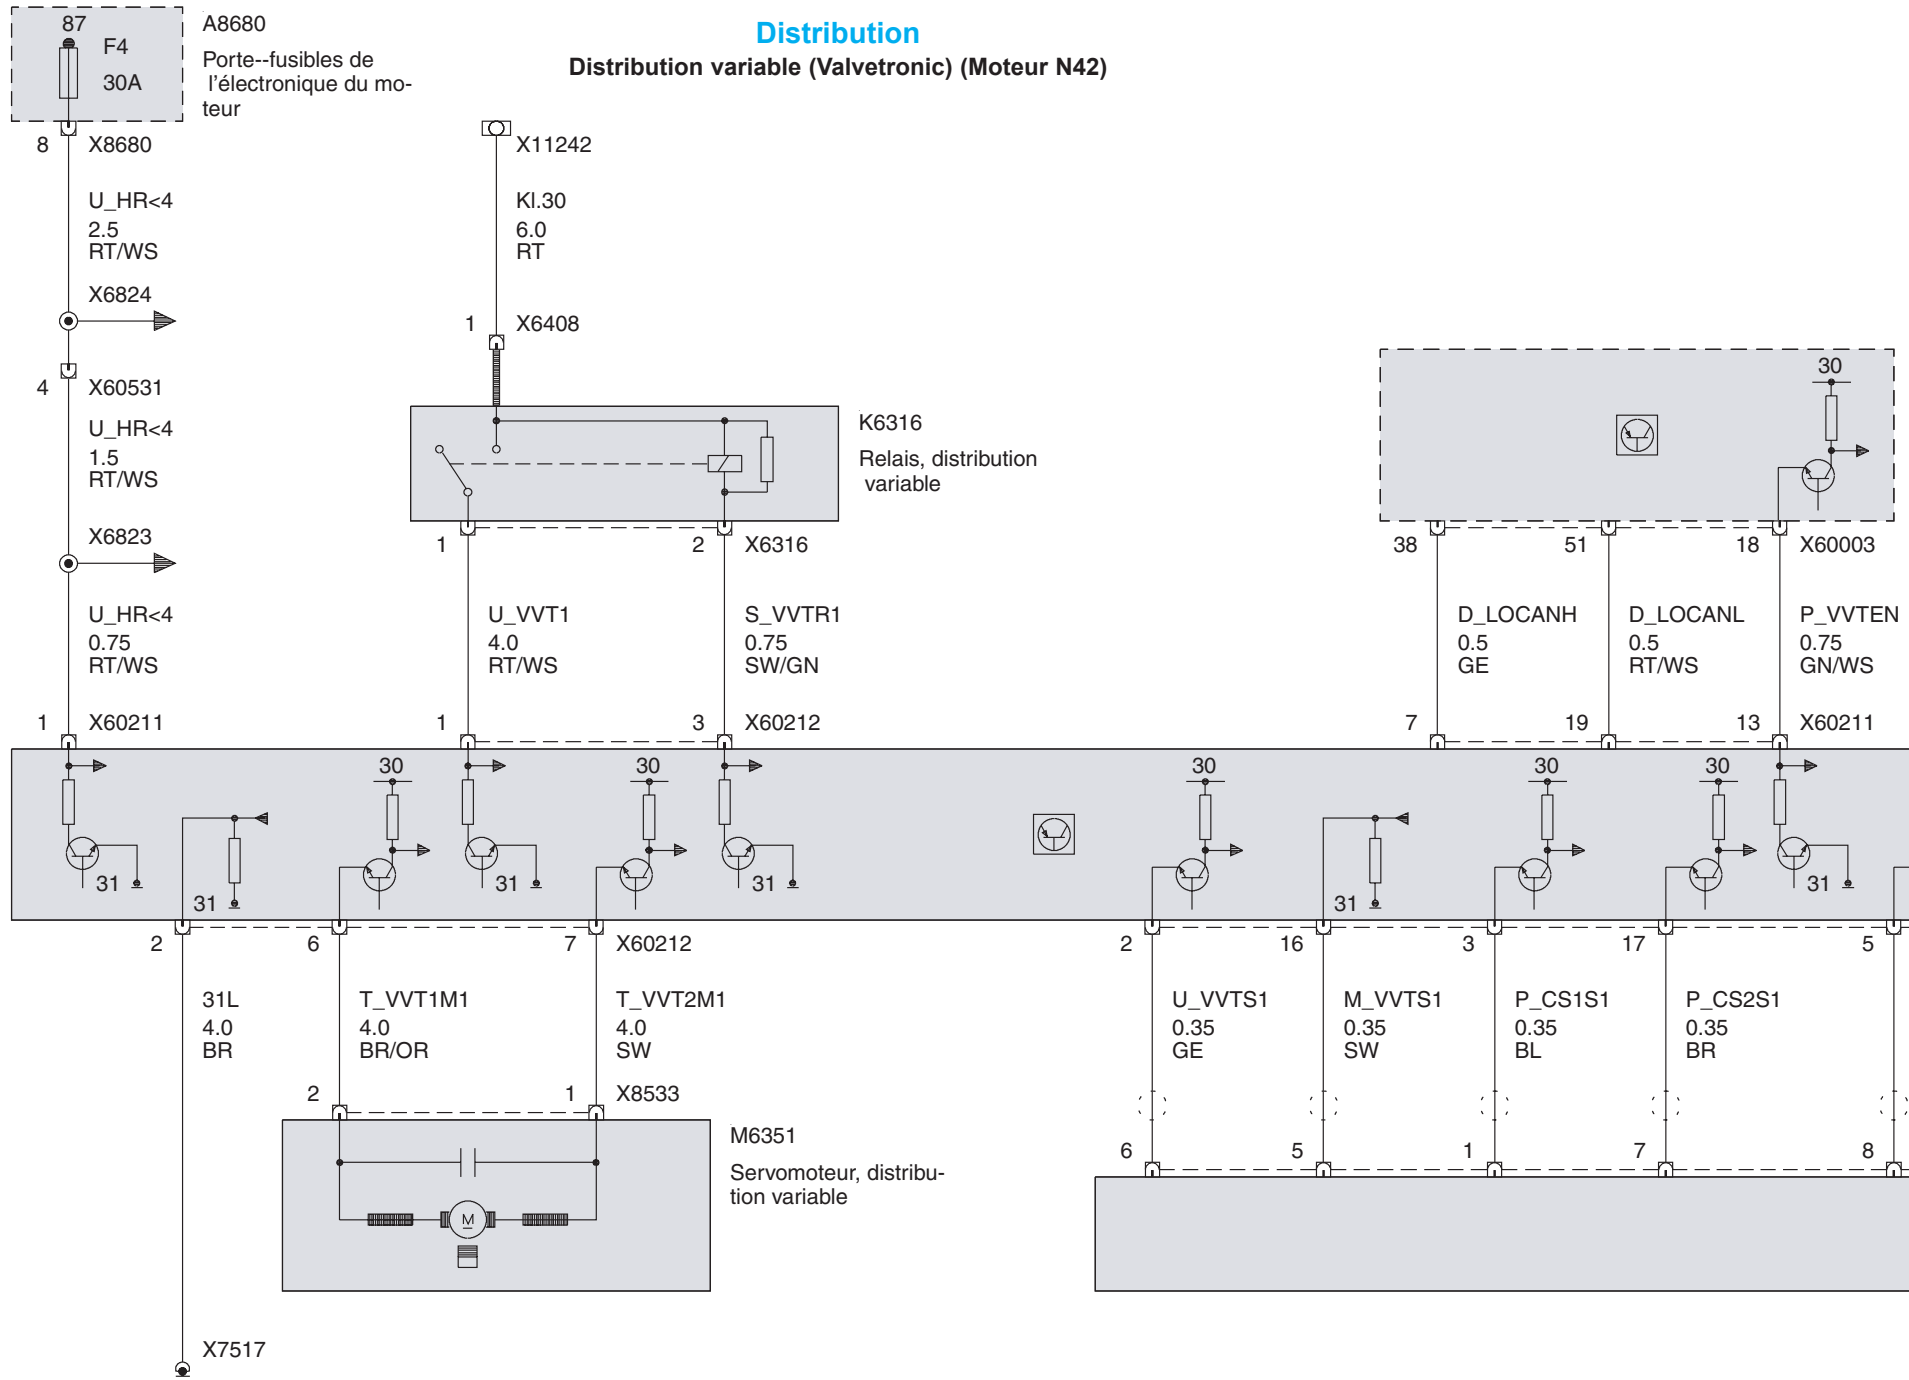 Distribution
Distribution variable (Valvetronic) (Moteur N42)
87
F4
30A
A8680
Porte--fusibles de
l'électronique du mo-
teur
8 X8680
U_HR<4
2.5
RT/WS
X6824
4 X60531
U_HR<4
1.5
RT/WS
X6823
U_HR<4
0.75
RT/WS
1 X60211
X11242
Kl.30
6.0
RT
1 X6408
K6316
Relais, distribution
variable
1 2 X6316
U_VVT1
4.0
RT/WS
S_VVTR1
0.75
SW/GN
1 3 X60212
30
38 51 18 X60003
D_LOCANH
0.5
GE
D_LOCANL
0.5
RT/WS
P_VVTEN
0.75
GN/WS
7 19 13 X60211
30 30 30 30 30
31 31 31 31
31 31
2 6 7 X60212
31L
4.0
BR
T_VVT1M1
4.0
BR/OR
T_VVT2M1
4.0
SW
2 1 X8533
M
M6351
Servomoteur, distribu-
tion variable
X7517
2 16 3 17 5
U_VVTS1
0.35
GE
M_VVTS1
0.35
SW
P_CS1S1
0.35
BL
P_CS2S1
0.35
BR
6 5 1 7 8